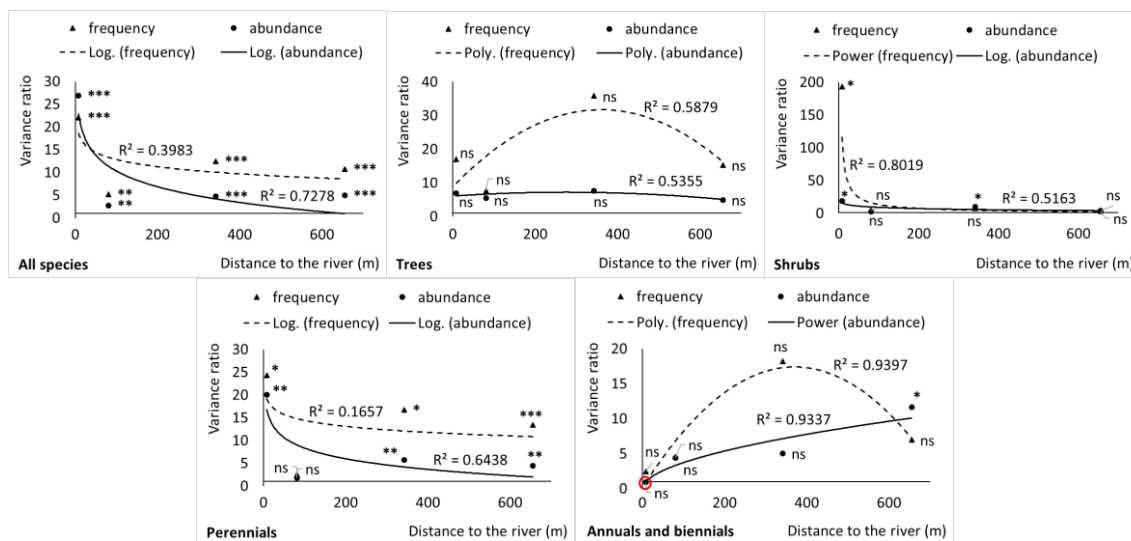 ▲ frequency ● abundance
Log. (frequency) Log. (abundance)
Variance ratio
30
25
20
15
10
5
0
***
***
**
**
***
***
***
***
R² = 0.3983
R² = 0.7278
0 200 400 600
All species Distance to the river (m)
▲ frequency ● abundance
Poly. (frequency) Poly. (abundance)
Variance ratio
40
30
20
10
0
ns
ns
ns
ns
ns
ns
ns
ns
R² = 0.5879
R² = 0.5355
0 200 400 600
Trees Distance to the river (m)
▲ frequency ● abundance
Power (frequency) Log. (abundance)
Variance ratio
200
150
100
50
0
*
*
ns
ns
*
ns
ns
ns
R² = 0.8019
R² = 0.5163
0 200 400 600
Shrubs Distance to the river (m)
▲ frequency ● abundance
Log. (frequency) Log. (abundance)
Variance ratio
30
25
20
15
10
5
0
*
**
ns ns
*
**
***
**
R² = 0.1657
R² = 0.6438
0 200 400 600
Perennials Distance to the river (m)
▲ frequency ● abundance
Poly. (frequency) Power (abundance)
Variance ratio
20
15
10
5
0
ns
ns
ns
ns
ns
ns
*
ns
R² = 0.9397
R² = 0.9337
0 200 400 600
Annuals and biennials Distance to the river (m)